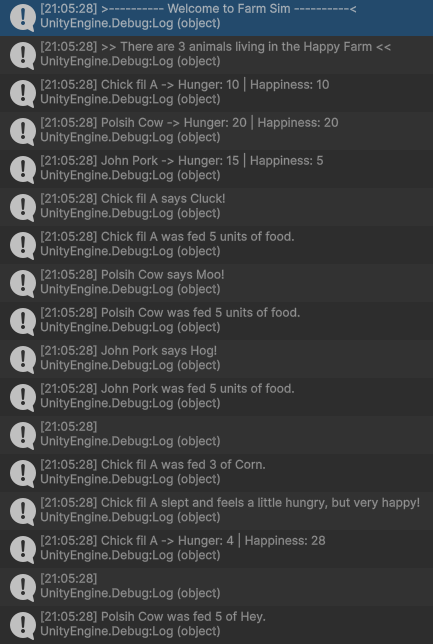 [21:05:28] >---------- Welcome to Farm Sim ----------<
UnityEngine.Debug:Log (object)
[21:05:28] >> There are 3 animals living in the Happy Farm <<
UnityEngine.Debug:Log (object)
[21:05:28] Chick fil A -> Hunger: 10 | Happiness: 10
UnityEngine.Debug:Log (object)
[21:05:28] Polsih Cow -> Hunger: 20 | Happiness: 20
UnityEngine.Debug:Log (object)
[21:05:28] John Pork -> Hunger: 15 | Happiness: 5
UnityEngine.Debug:Log (object)
[21:05:28] Chick fil A says Cluck!
UnityEngine.Debug:Log (object)
[21:05:28] Chick fil A was fed 5 units of food.
UnityEngine.Debug:Log (object)
[21:05:28] Polsih Cow says Moo!
UnityEngine.Debug:Log (object)
[21:05:28] Polsih Cow was fed 5 units of food.
UnityEngine.Debug:Log (object)
[21:05:28] John Pork says Hog!
UnityEngine.Debug:Log (object)
[21:05:28] John Pork was fed 5 units of food.
UnityEngine.Debug:Log (object)
[21:05:28]
UnityEngine.Debug:Log (object)
[21:05:28] Chick fil A was fed 3 of Corn.
UnityEngine.Debug:Log (object)
[21:05:28] Chick fil A slept and feels a little hungry, but very happy!
UnityEngine.Debug:Log (object)
[21:05:28] Chick fil A -> Hunger: 4 | Happiness: 28
UnityEngine.Debug:Log (object)
[21:05:28]
UnityEngine.Debug:Log (object)
[21:05:28] Polsih Cow was fed 5 of Hey.
UnityEngine.Debug:Log (object)